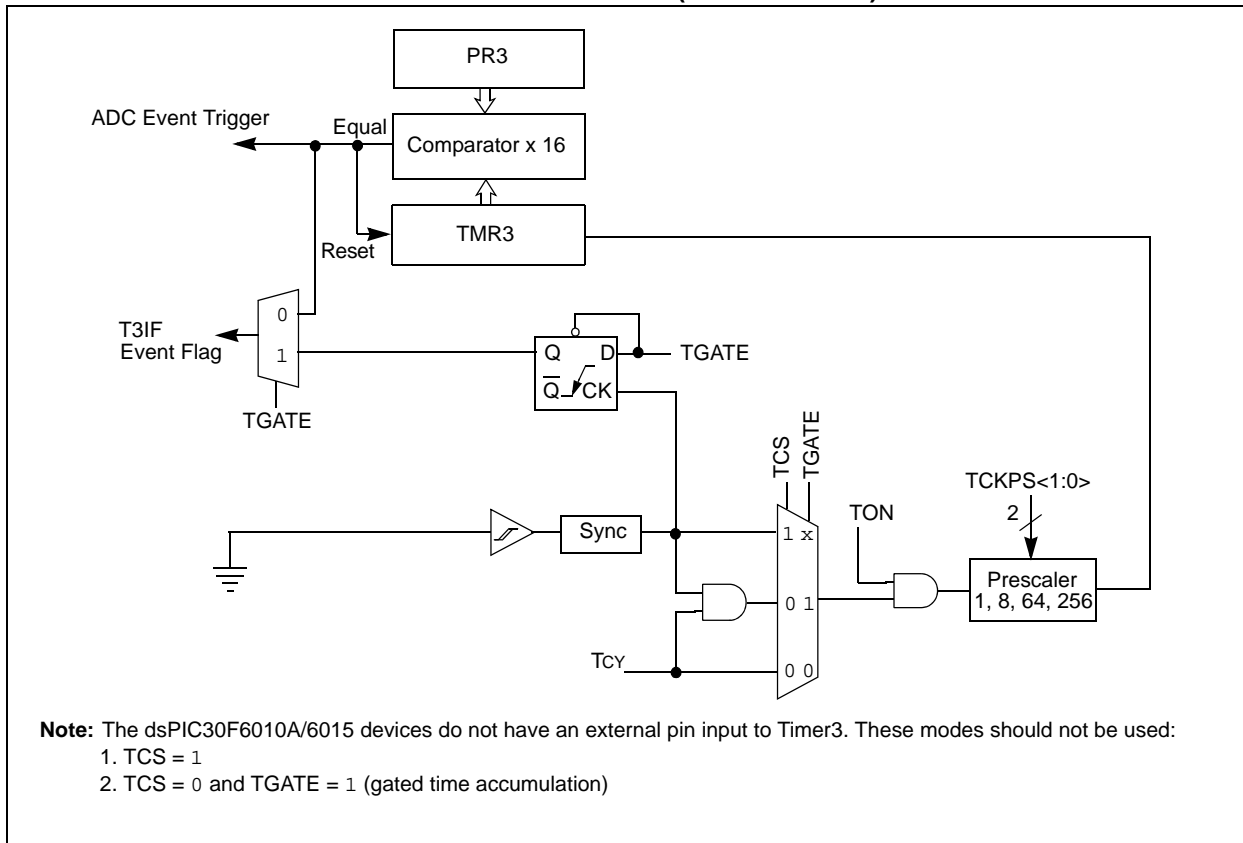 PR3
ADC Event Trigger
Equal
Comparator x 16
TMR3
Reset
0
T3IF
Event Flag
1
Q D
TGATE
Q CK
TGATE
TCS
TGATE
TCKPS<1:0>
2
TON
Sync
1 x
Prescaler
1, 8, 64, 256
0 1
TCY
0 0
Note: The dsPIC30F6010A/6015 devices do not have an external pin input to Timer3. These modes should not be used:
1. TCS = 1
2. TCS = 0 and TGATE = 1 (gated time accumulation)